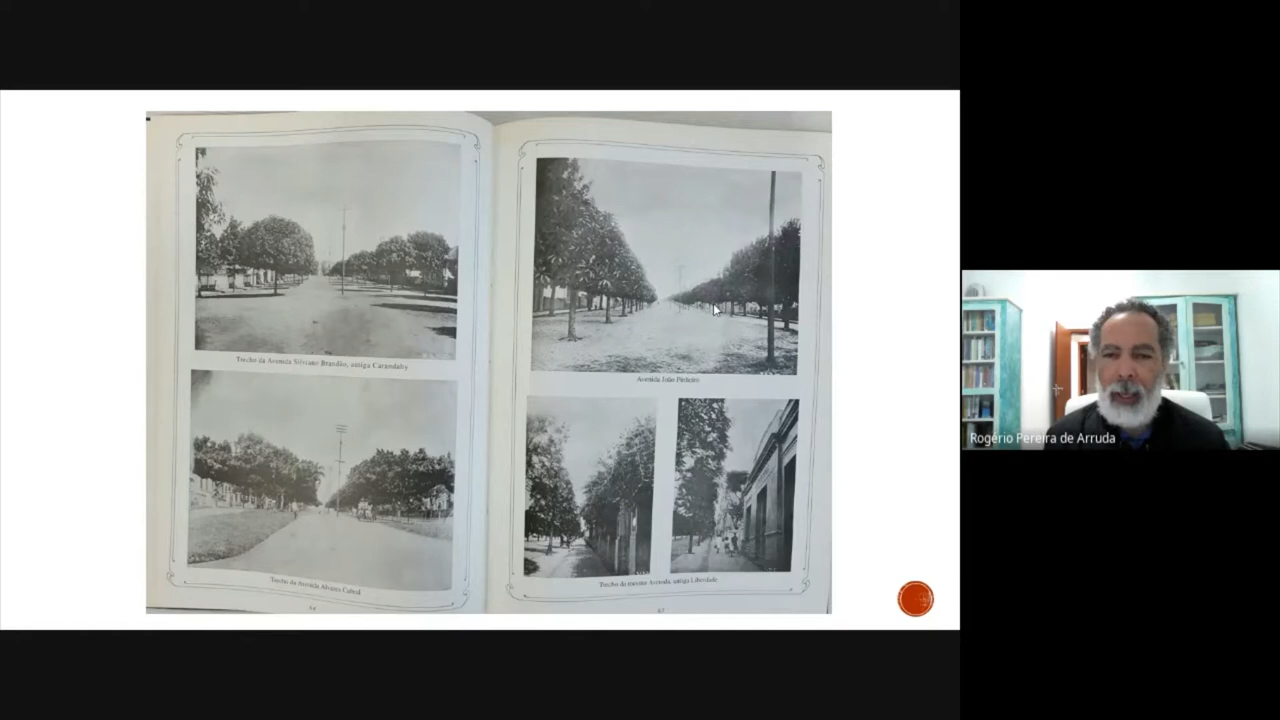 Trecho da Avenida Silviano Brandão, antiga Carandahy
Trecho da Avenida Alvares Cabral
64
Avenida João Pinheiro
Trecho da mesma Avenida, antiga Liberdade
Rogério Pereira de Arruda